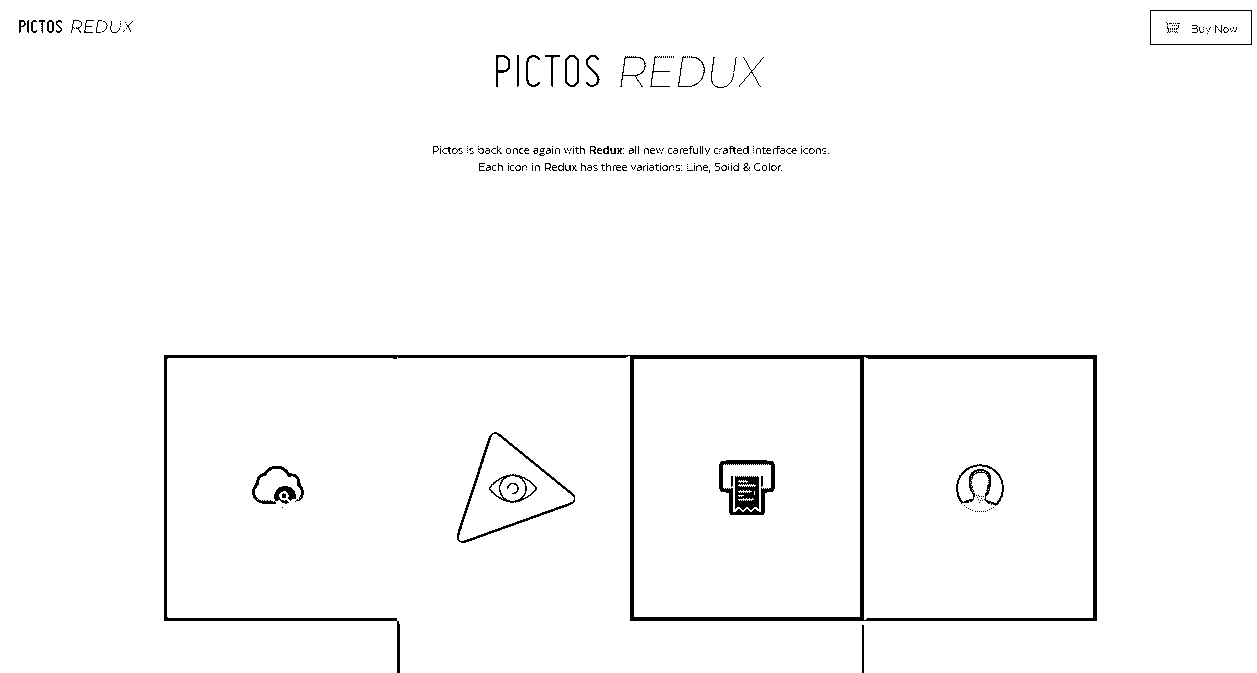 PICTOS REDUX
Buy Now
PICTOS REDUX
Pictos is back once again with Redux: all new carefully crafted interface icons.
Each icon in Redux has three variations: Line, Solid & Color.